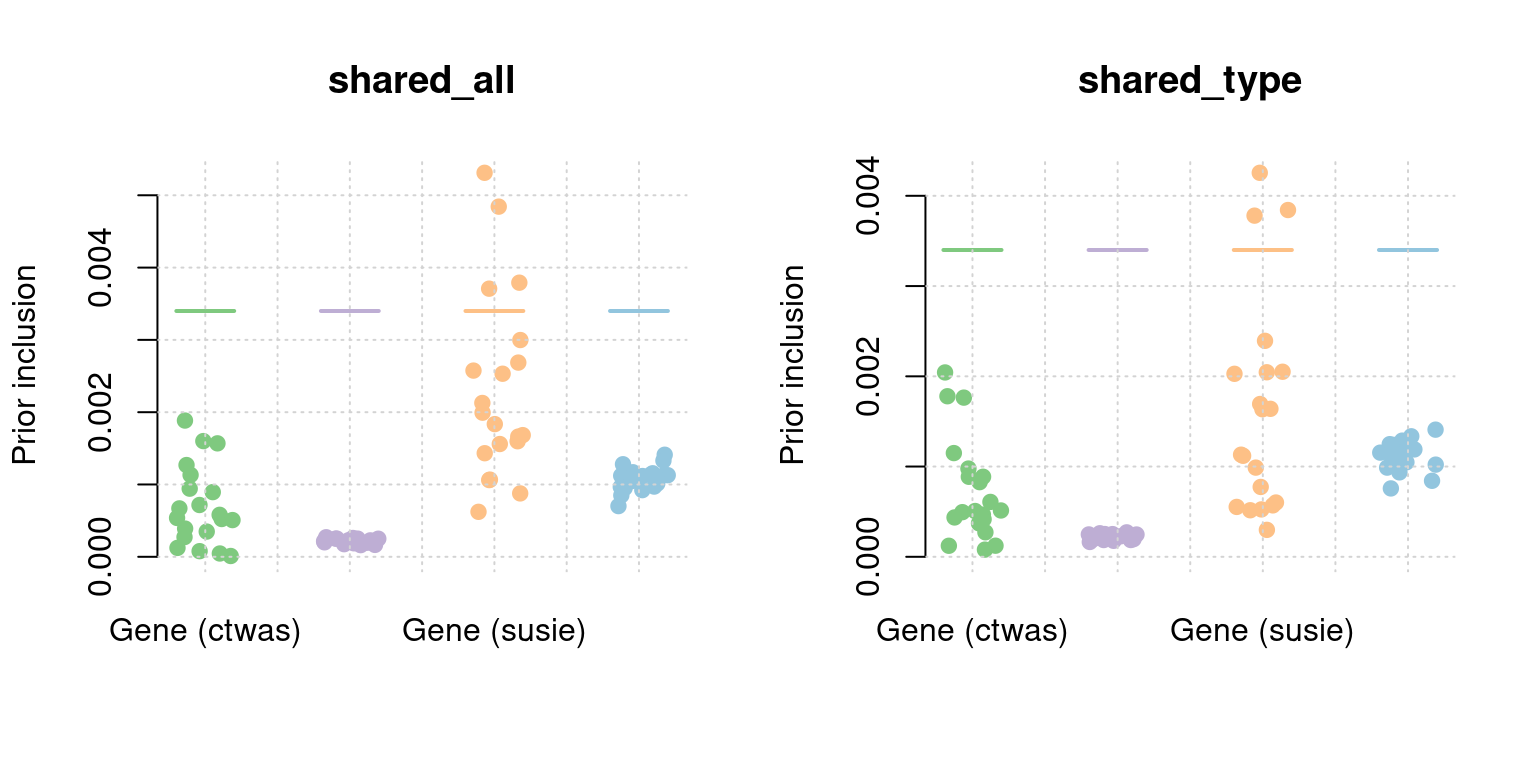 shared_all
Prior inclusion
0.004
0.002
0.000
Gene (ctwas)
Gene (susie)
shared_type
Prior inclusion
0.004
0.002
0.000
Gene (ctwas)
Gene (susie)